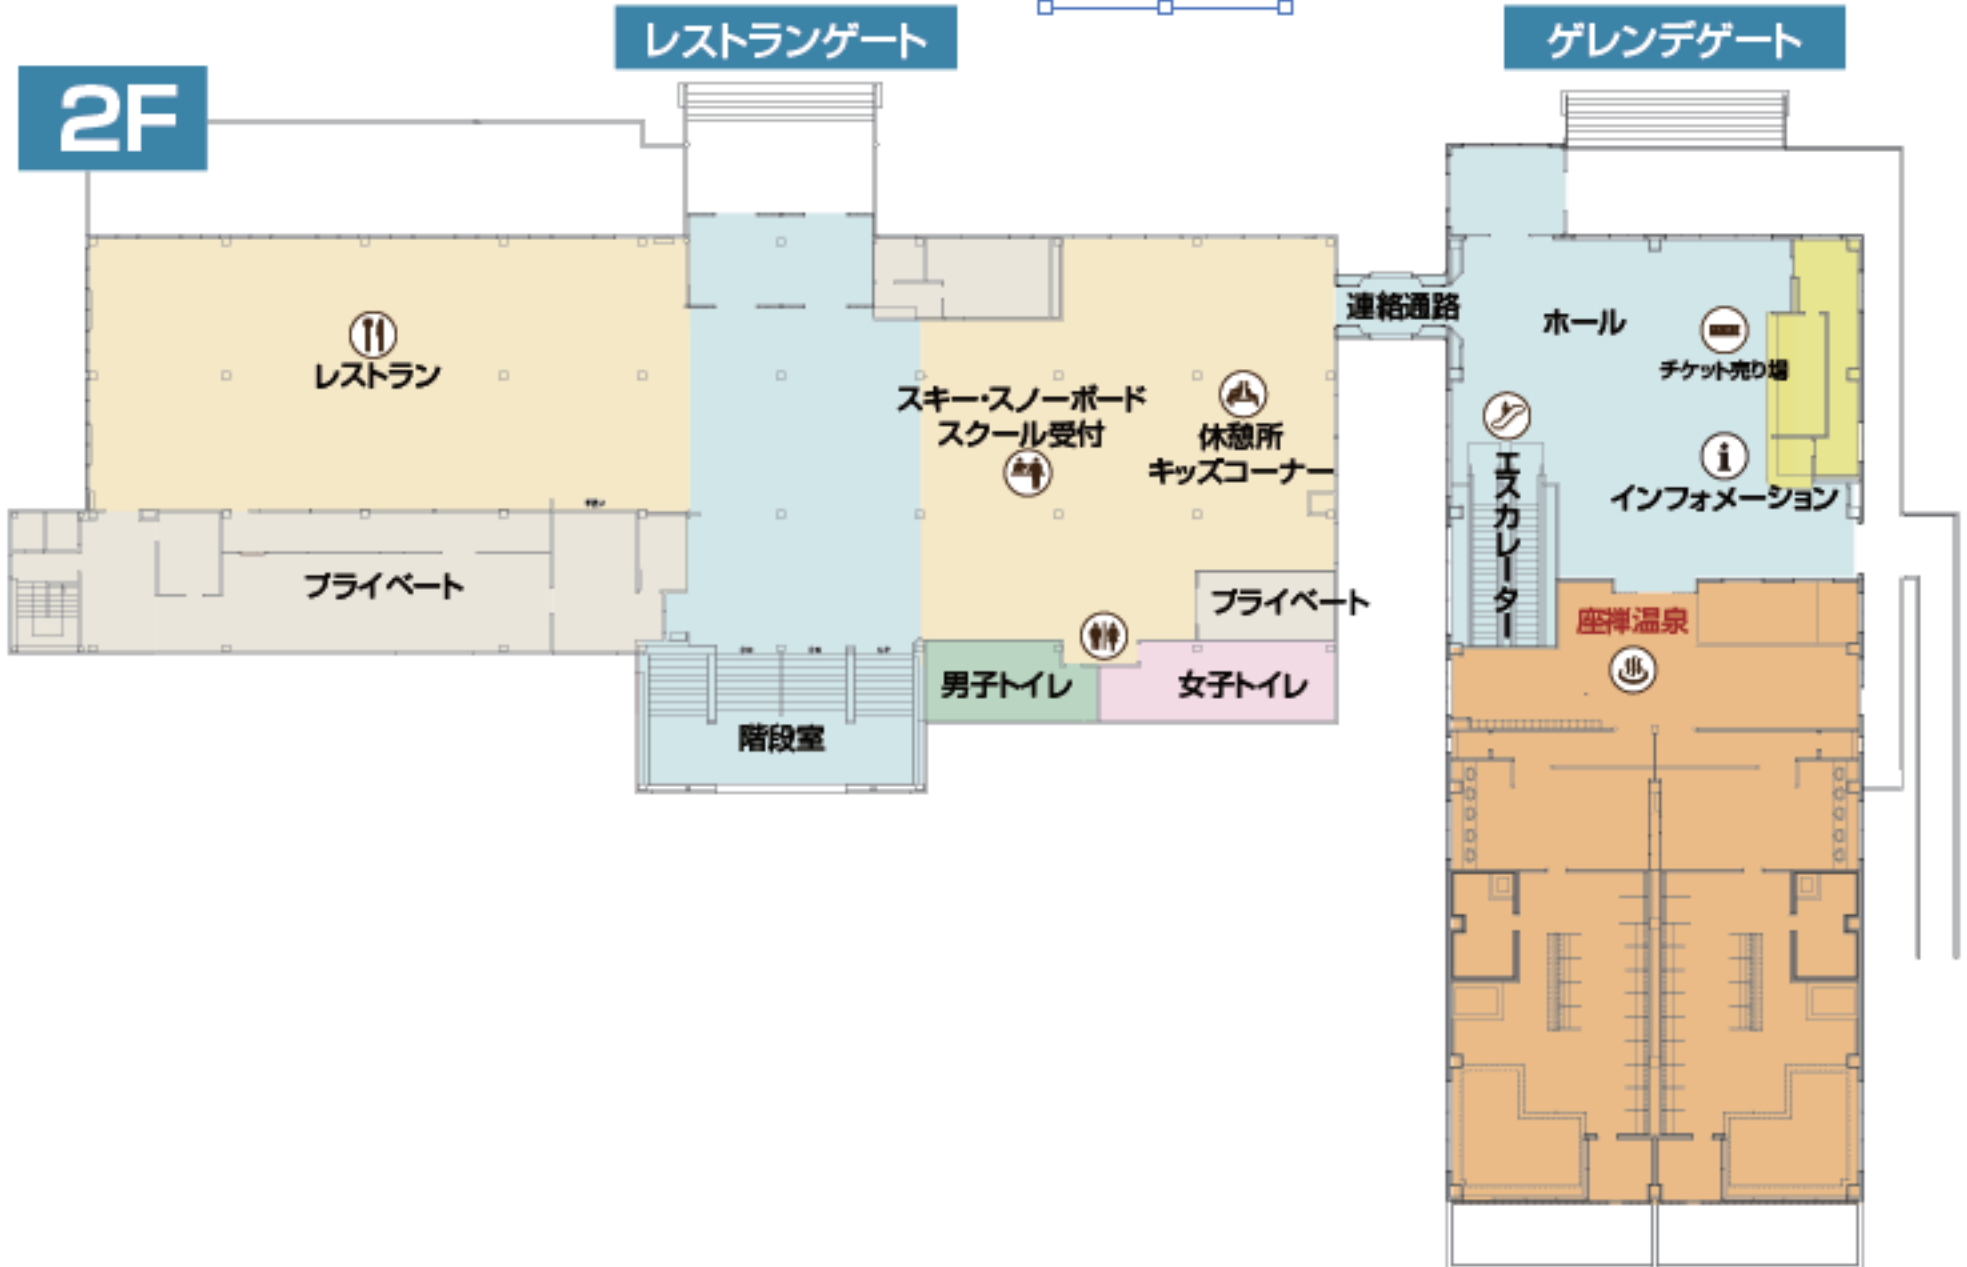 レストランゲート
ゲレンデゲート
2F
連絡通路
ホール
レストラン
チケット売り場
スキー・スノーボード
スクール受付
休憩所
キッズコーナー
エスカレーター
インフォメーション
プライベート
プライベート
座禅温泉
男子トイレ
女子トイレ
階段室